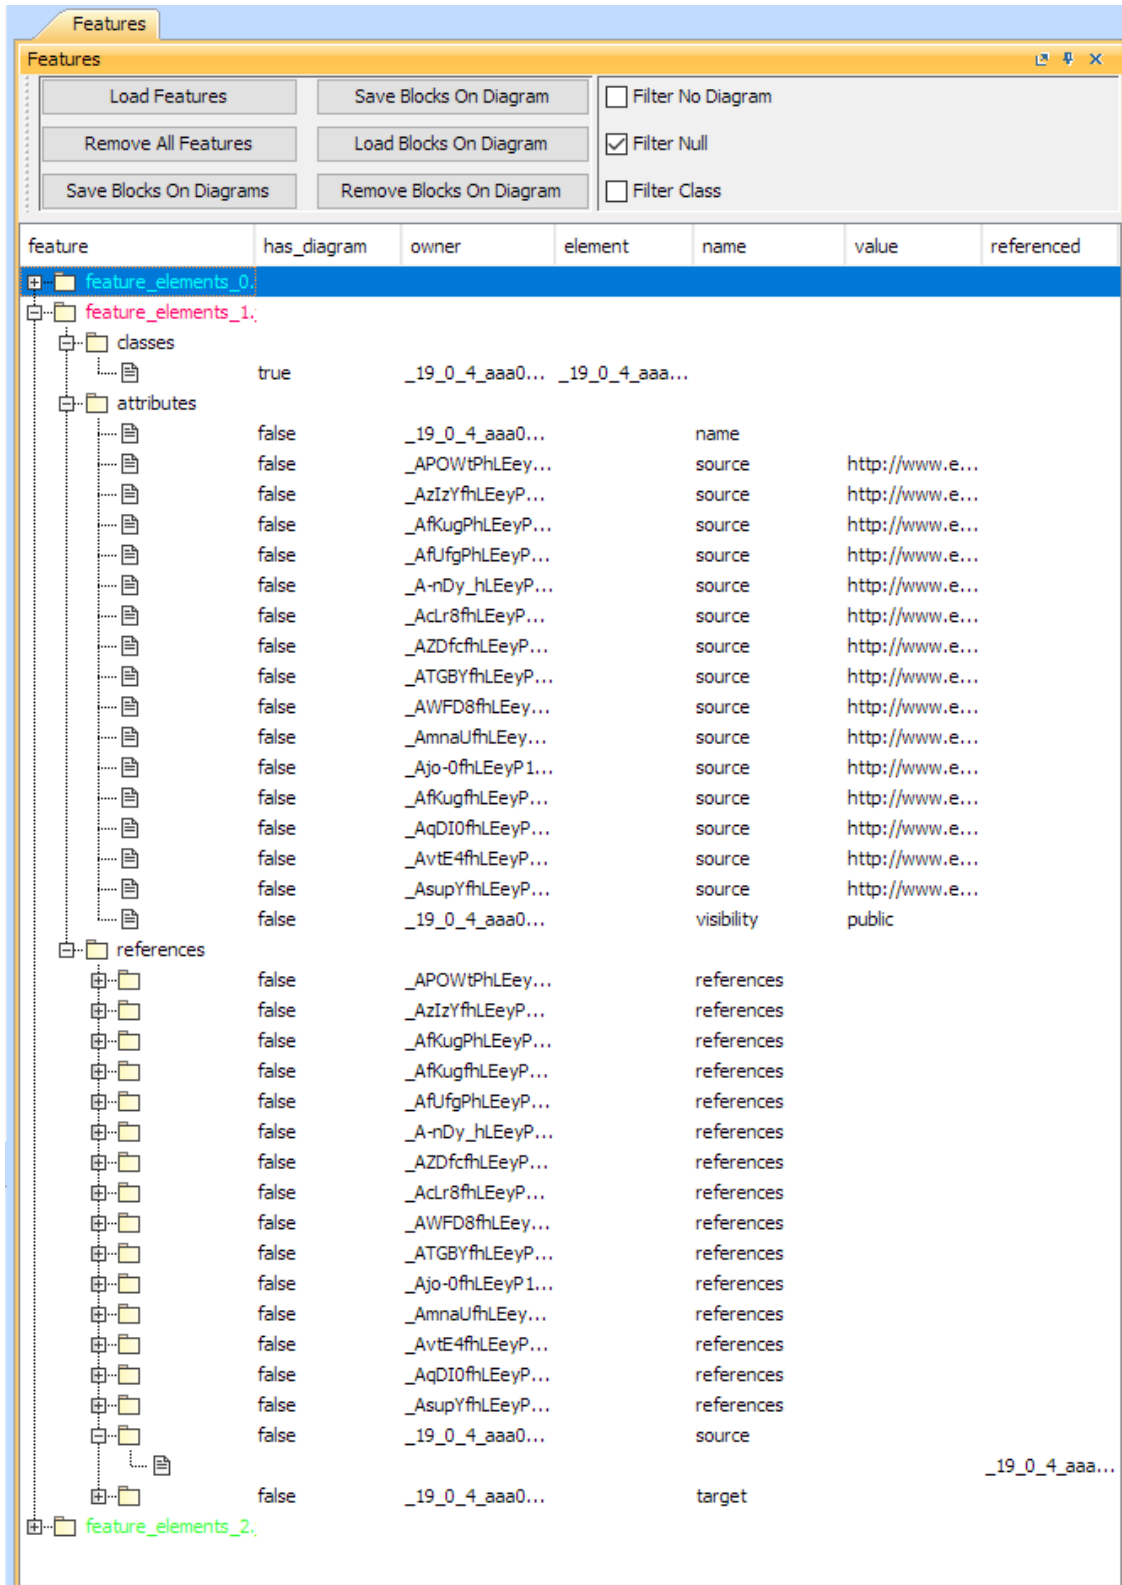 Features
Features
Load Features Save Blocks On Diagram Filter No Diagram
Remove All Features Load Blocks On Diagram Filter Null
Save Blocks On Diagrams Remove Blocks On Diagram Filter Class
feature has_diagram owner element name value referenced
feature_elements_0.
feature_elements_1.
classes
true _19_0_4_aaa0... _19_0_4_aaa...
attributes
false _19_0_4_aaa0... name
false _APOWtPhLEey... source http://www.e...
false _AzIzYfhLEeyP... source http://www.e...
false _AfKugPhLEeyP... source http://www.e...
false _AfUfgPhLEeyP... source http://www.e...
false _A-nDy_hLEeyP... source http://www.e...
false _AcLr8fhLEeyP... source http://www.e...
false _AZDfcfhLEeyP... source http://www.e...
false _ATGBYfhLEeyP... source http://www.e...
false _AWFD8fhLEey... source http://www.e...
false _AmnaUfhLEey... source http://www.e...
false _Ajo-0fhLEeyP1... source http://www.e...
false _AfKugfhLEeyP... source http://www.e...
false _AqDI0fhLEeyP... source http://www.e...
false _AvtE4fhLEeyP... source http://www.e...
false _AsupYfhLEeyP... source http://www.e...
false _19_0_4_aaa0... visibility public
references
false _APOWtPhLEey... references
false _AzIzYfhLEeyP... references
false _AfKugPhLEeyP... references
false _AfKugfhLEeyP... references
false _AfUfgPhLEeyP... references
false _A-nDy_hLEeyP... references
false _AZDfcfhLEeyP... references
false _AcLr8fhLEeyP... references
false _AWFD8fhLEey... references
false _ATGBYfhLEeyP... references
false _Ajo-0fhLEeyP1... references
false _AmnaUfhLEey... references
false _AvtE4fhLEeyP... references
false _AqDI0fhLEeyP... references
false _AsupYfhLEeyP... references
false _19_0_4_aaa0... source
_19_0_4_aaa...
false _19_0_4_aaa0... target
feature_elements_2.